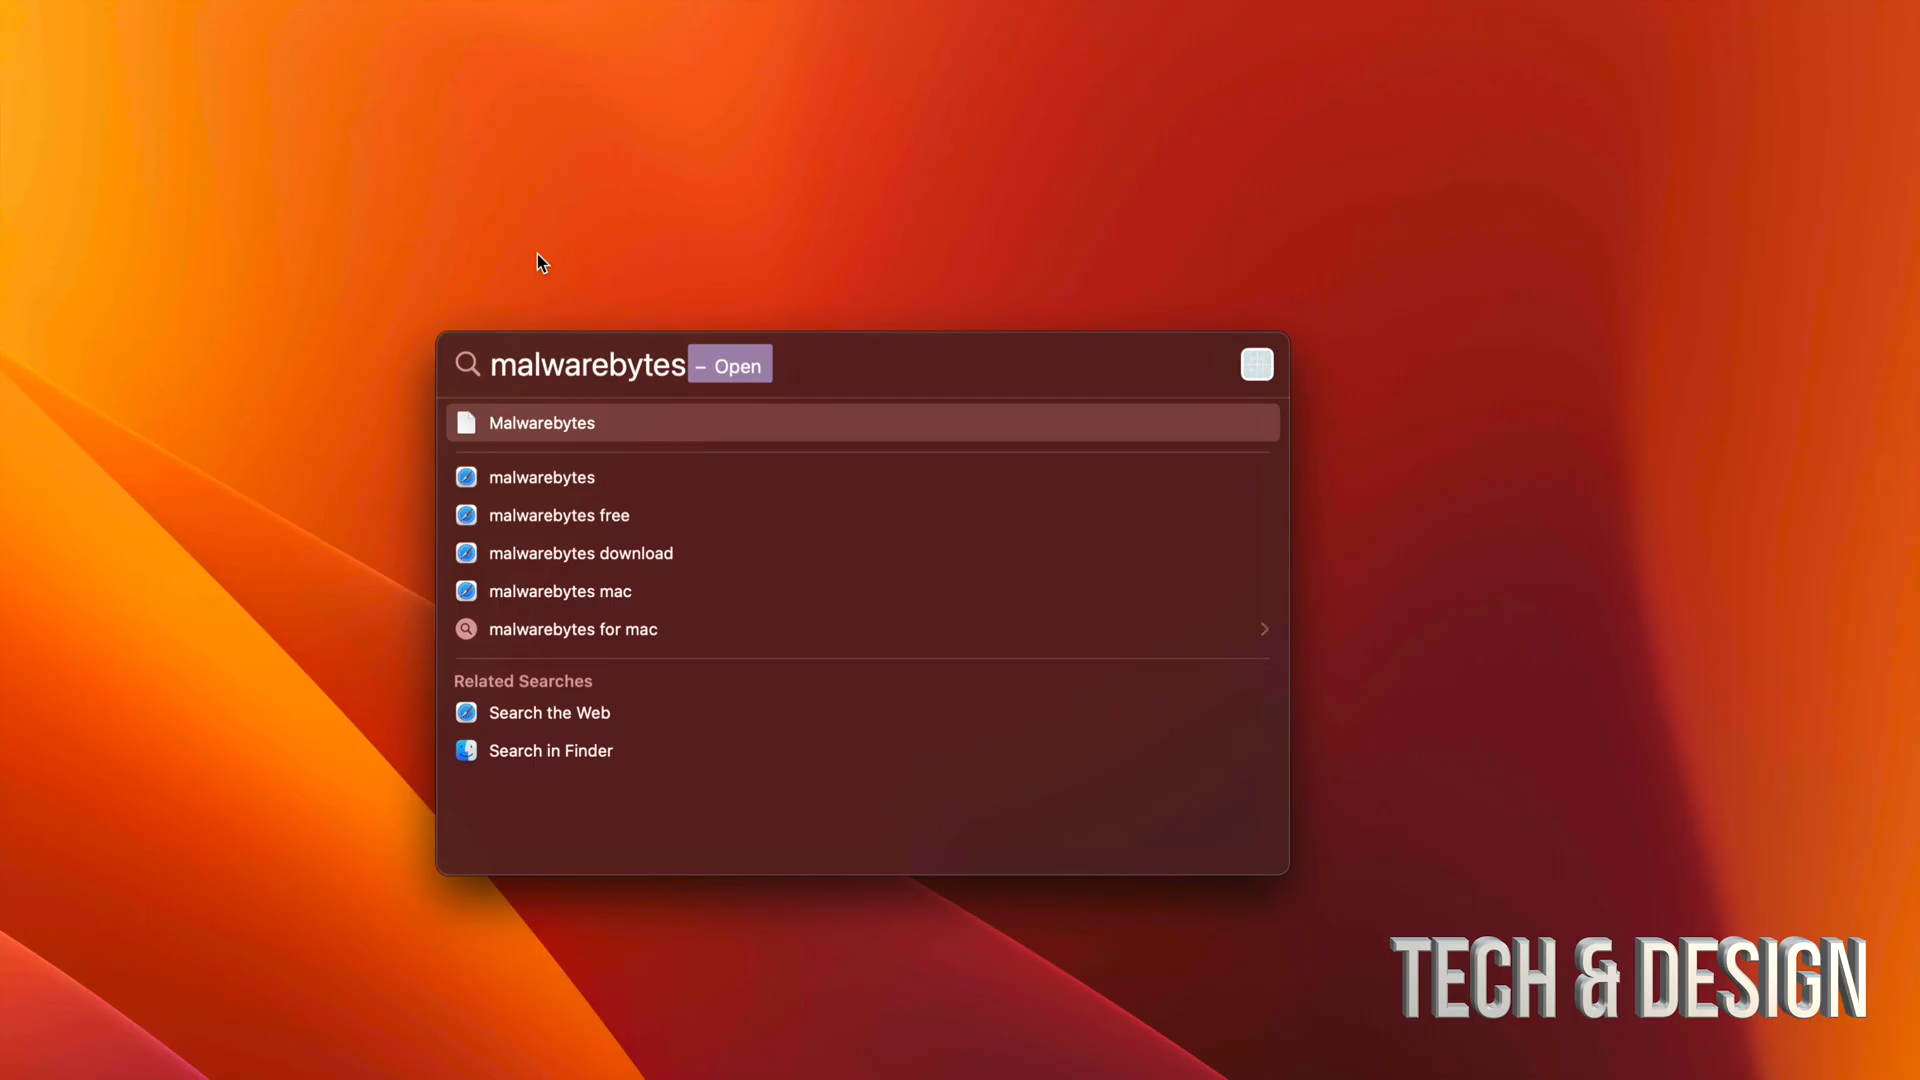 malwarebytes – Open
Malwarebytes
malwarebytes
malwarebytes free
malwarebytes download
malwarebytes mac
malwarebytes for mac
Related Searches
Search the Web
Search in Finder
TECH & DESIGN